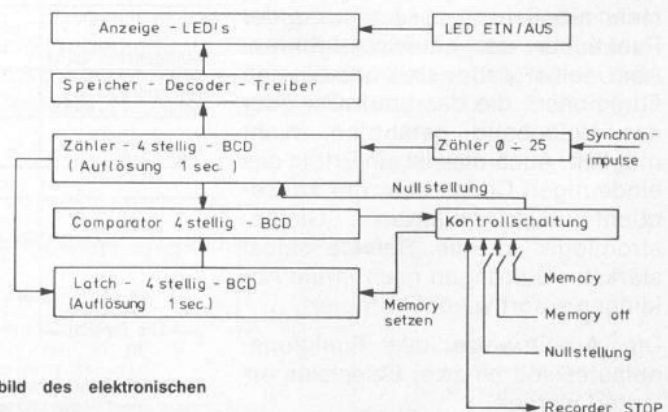 Anzeige - LED's
LED EIN/AUS
Speicher - Decoder - Treiber
Zähler - 4 stellig - BCD
(Auflösung 1 sec.)
Zähler Ø ÷ 25
Synchron-
Impulse
Nullstellung
Comparator 4 stellig - BCD
Kontrollschaltung
Latch - 4 stellig - BCD
(Auflösung 1 sec.)
Memory
setzen
Memory
Memory off
Nullstellung
Recorder STOP
bild des elektronischen